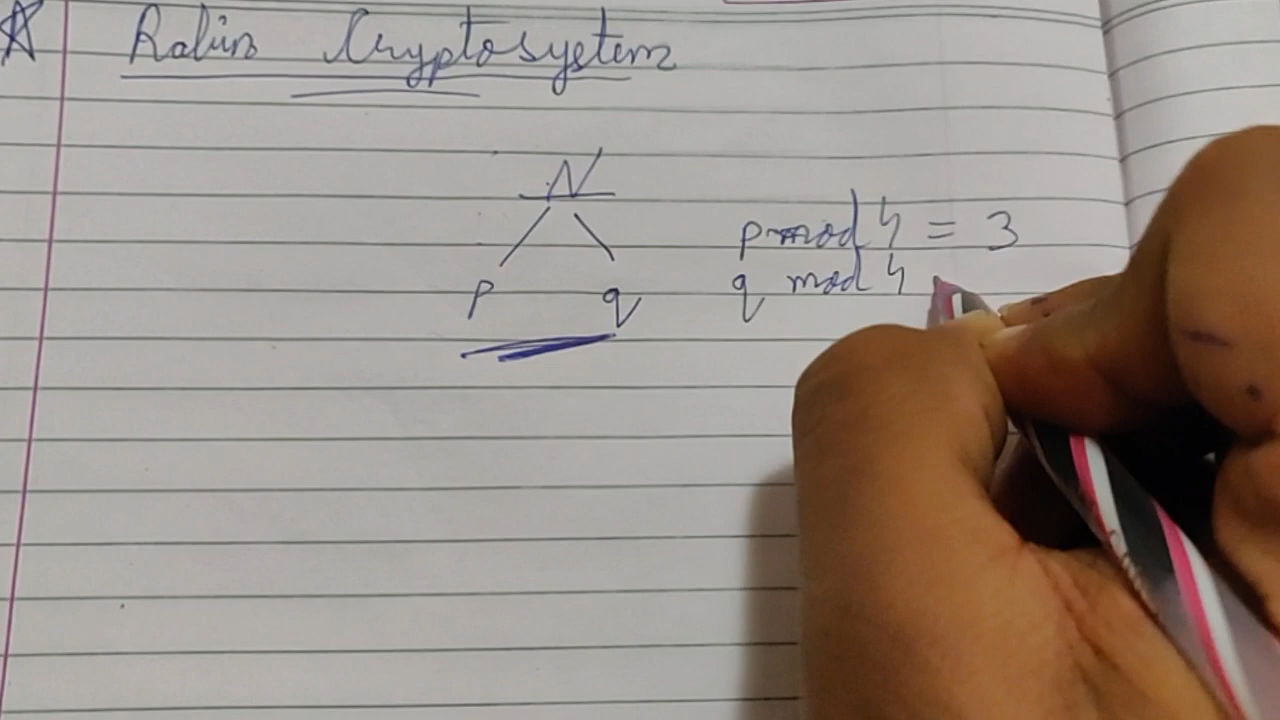 ☆ Rabin Cryptosystem
N
p q
p mod 4 = 3
q mod 4